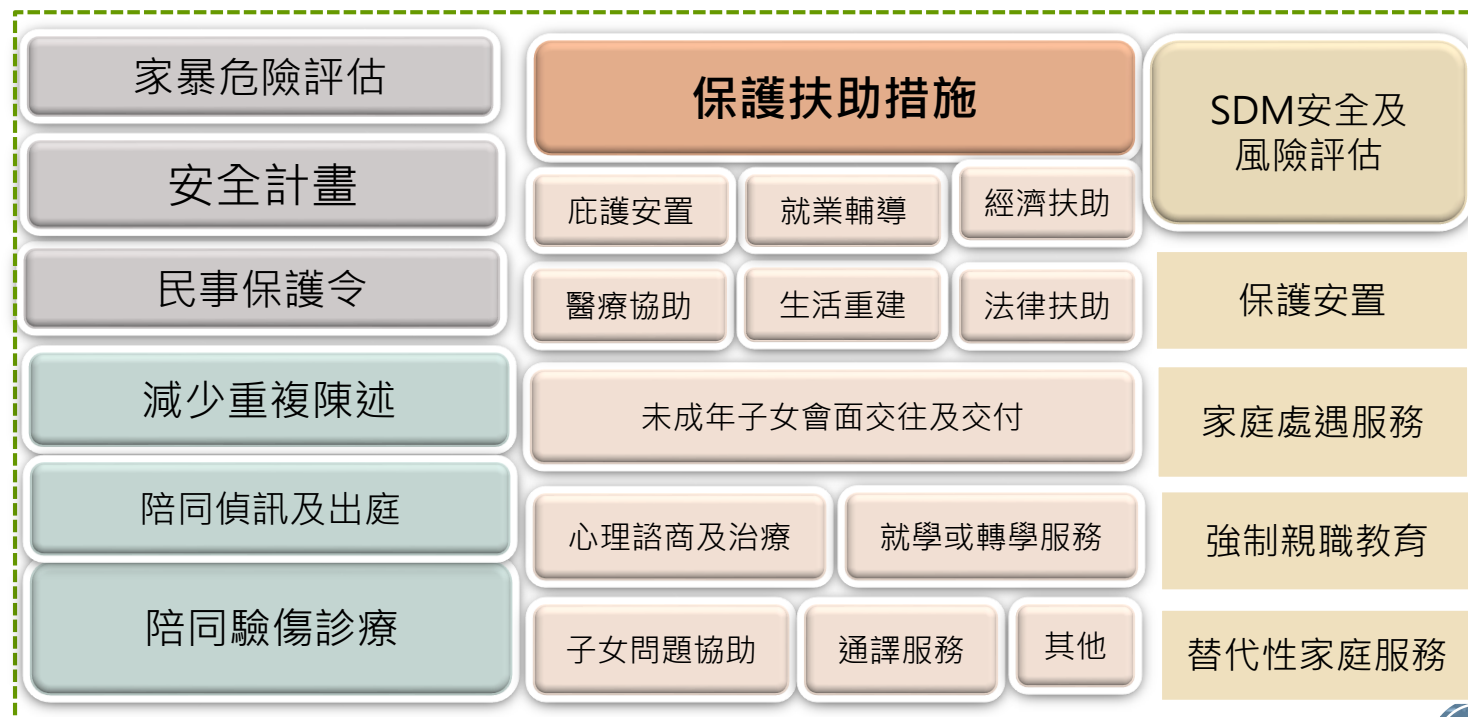 家暴危險評估
安全計畫
民事保護令
減少重複陳述
陪同偵訊及出庭
陪同驗傷診療
保護扶助措施
庇護安置
就業輔導
經濟扶助
醫療協助
生活重建
法律扶助
未成年子女會面交往及交付
心理諮商及治療
就學或轉學服務
子女問題協助
通譯服務
其他
SDM安全及
風險評估
保護安置
家庭處遇服務
強制親職教育
替代性家庭服務